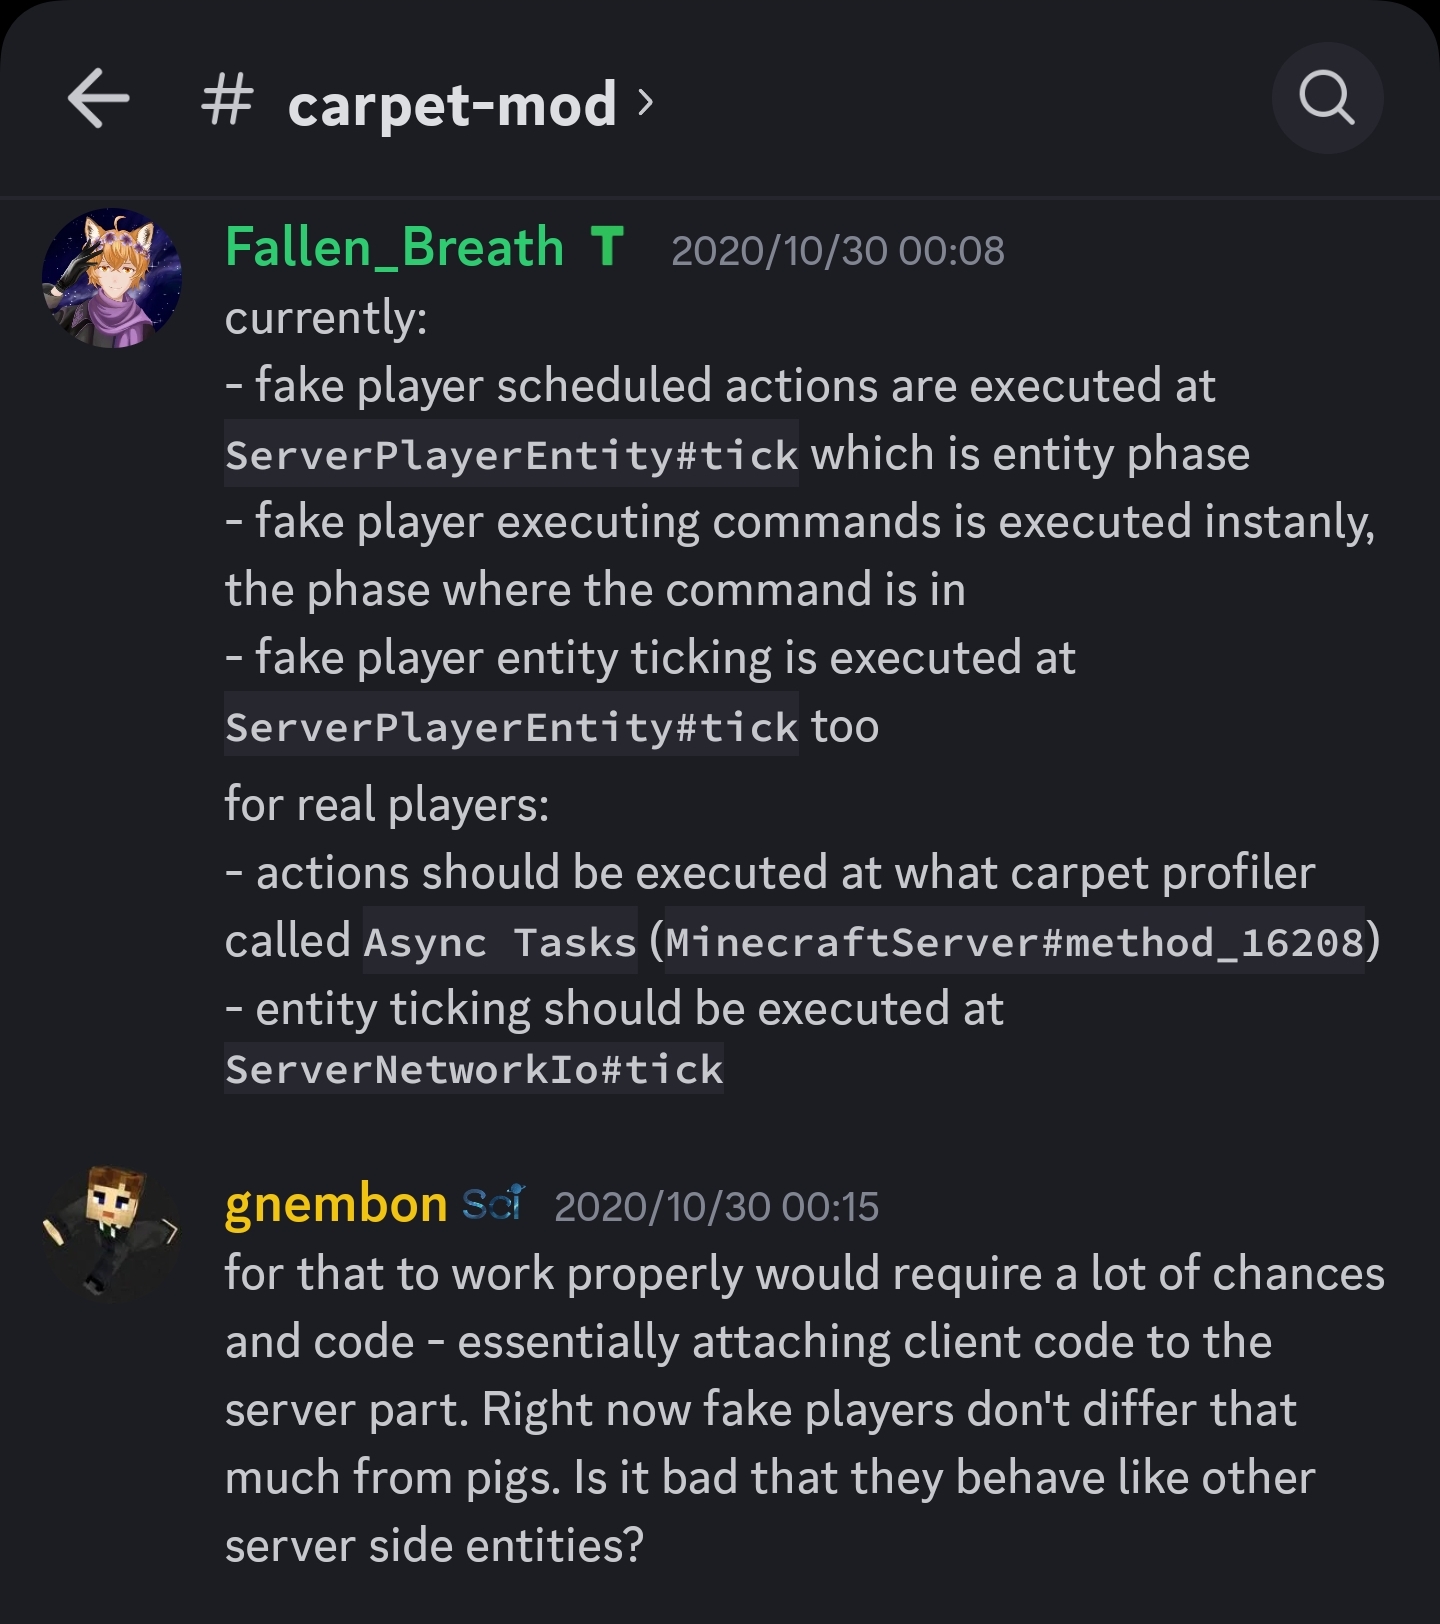 # carpet-mod ›
Fallen_Breath T 2020/10/30 00:08
currently:
- fake player scheduled actions are executed at
ServerPlayerEntity#tick which is entity phase
- fake player executing commands is executed instanly,
the phase where the command is in
- fake player entity ticking is executed at
ServerPlayerEntity#tick too
for real players:
- actions should be executed at what carpet profiler
called Async Tasks (MinecraftServer#method_16208)
- entity ticking should be executed at
ServerNetworkIo#tick
gnembon Sci 2020/10/30 00:15
for that to work properly would require a lot of chances
and code - essentially attaching client code to the
server part. Right now fake players don't differ that
much from pigs. Is it bad that they behave like other
server side entities?